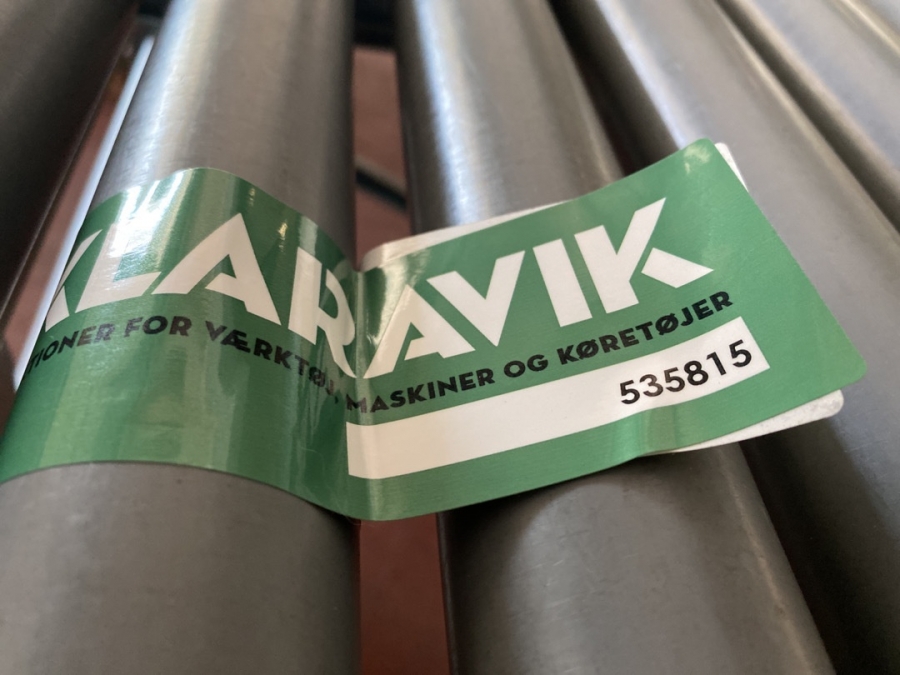 KLARAVIK
TIONER FOR VÆRKTØJ, MASKINER OG KØRETØJER
535815